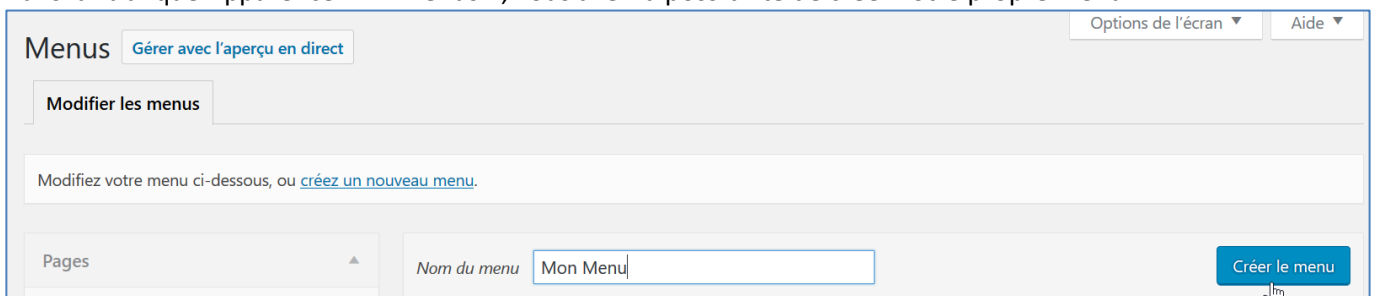 Options de l'écran ▼ Aide ▼
Menus Gérer avec l'aperçu en direct
Modifier les menus
Modifiez votre menu ci-dessous, ou créez un nouveau menu.
Pages ▲
Nom du menu Mon Menu Créer le menu